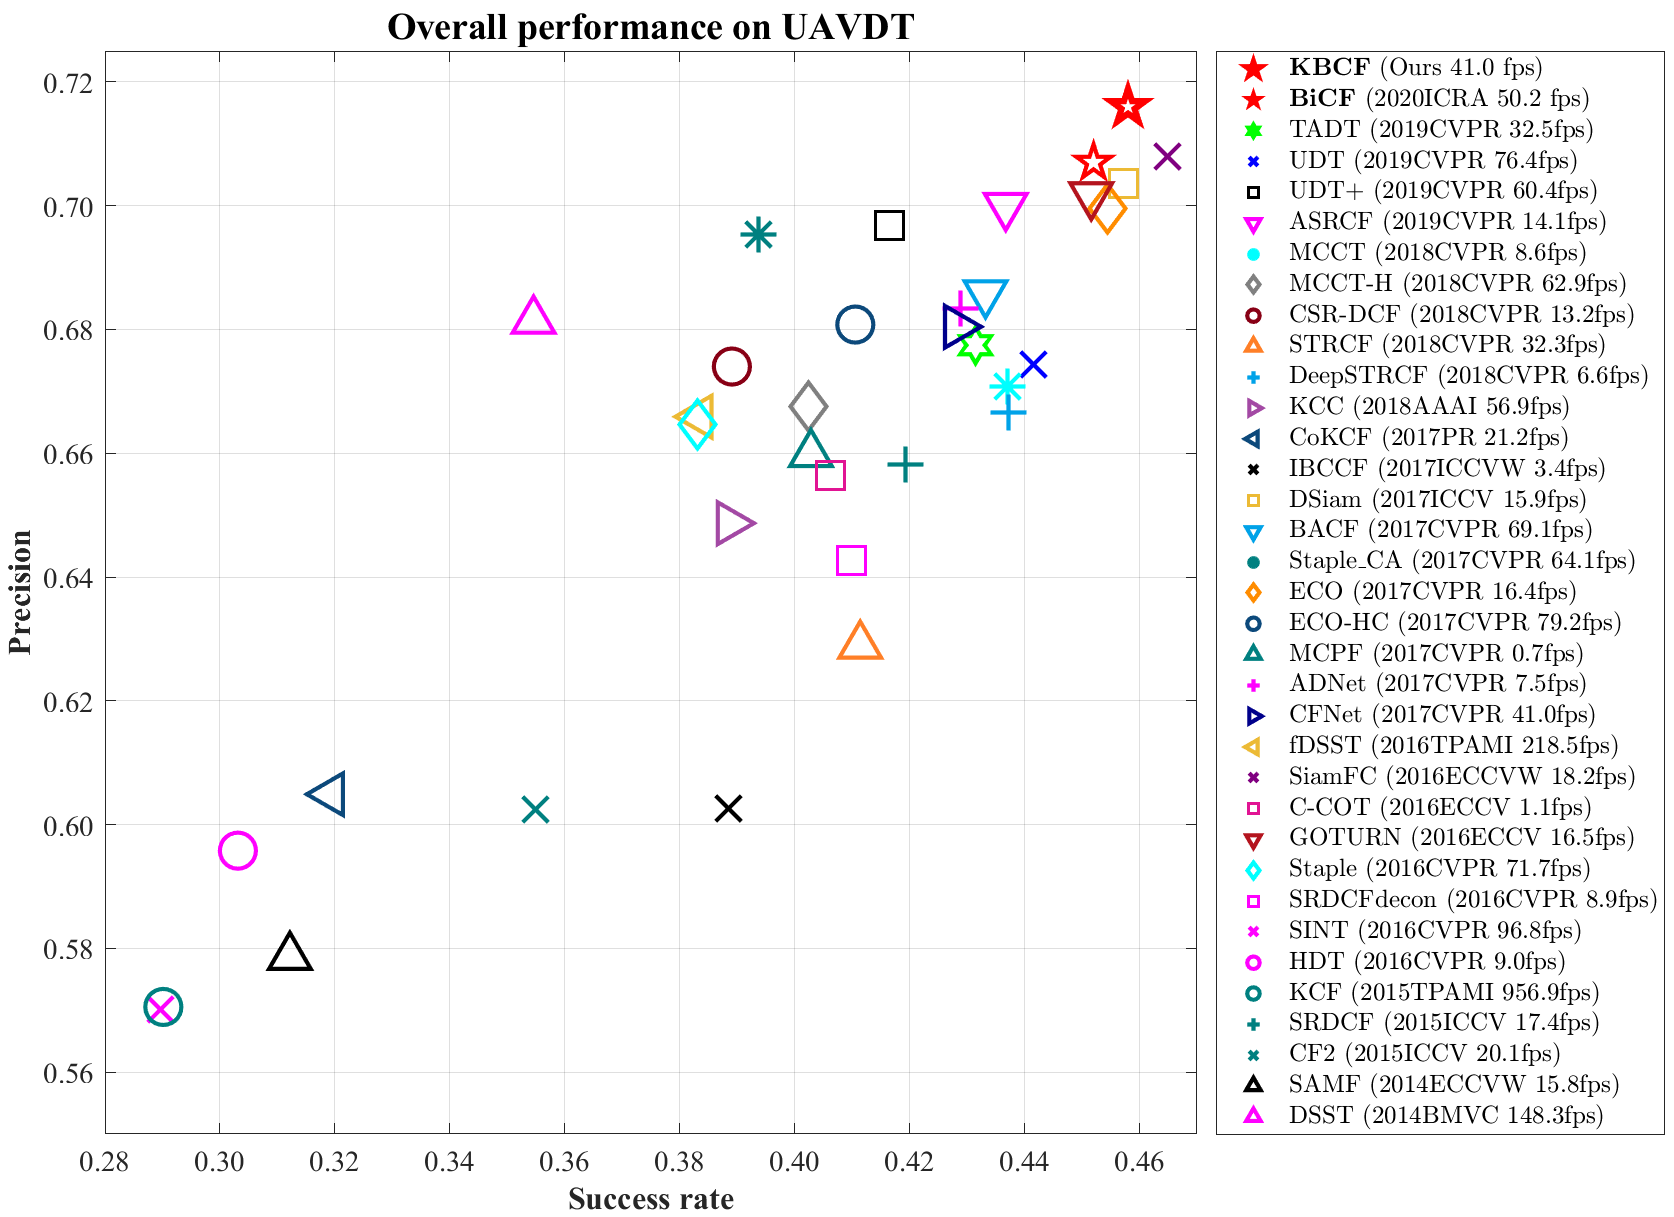 Overall performance on UAVDT
0.72
0.70
0.68
0.66
0.64
0.62
0.60
0.58
0.56
Precision
0.28 0.30 0.32 0.34 0.36 0.38 0.40 0.42 0.44 0.46
Success rate
KBCF (Ours 41.0 fps)
BiCF (2020ICRA 50.2 fps)
TADT (2019CVPR 32.5fps)
UDT (2019CVPR 76.4fps)
UDT+ (2019CVPR 60.4fps)
ASRCF (2019CVPR 14.1fps)
MCCT (2018CVPR 8.6fps)
MCCT-H (2018CVPR 62.9fps)
CSR-DCF (2018CVPR 13.2fps)
STRCF (2018CVPR 32.3fps)
DeepSTRCF (2018CVPR 6.6fps)
KCC (2018AAAI 56.9fps)
CoKCF (2017PR 21.2fps)
IBCCF (2017ICCVW 3.4fps)
DSiam (2017ICCV 15.9fps)
BACF (2017CVPR 69.1fps)
Staple_CA (2017CVPR 64.1fps)
ECO (2017CVPR 16.4fps)
ECO-HC (2017CVPR 79.2fps)
MCPF (2017CVPR 0.7fps)
ADNet (2017CVPR 7.5fps)
CFNet (2017CVPR 41.0fps)
fDSST (2016TPAMI 218.5fps)
SiamFC (2016ECCVW 18.2fps)
C-COT (2016ECCV 1.1fps)
GOTURN (2016ECCV 16.5fps)
Staple (2016CVPR 71.7fps)
SRDCFdecon (2016CVPR 8.9fps)
SINT (2016CVPR 96.8fps)
HDT (2016CVPR 9.0fps)
KCF (2015TPAMI 956.9fps)
SRDCF (2015ICCV 17.4fps)
CF2 (2015ICCV 20.1fps)
SAMF (2014ECCVW 15.8fps)
DSST (2014BMVC 148.3fps)